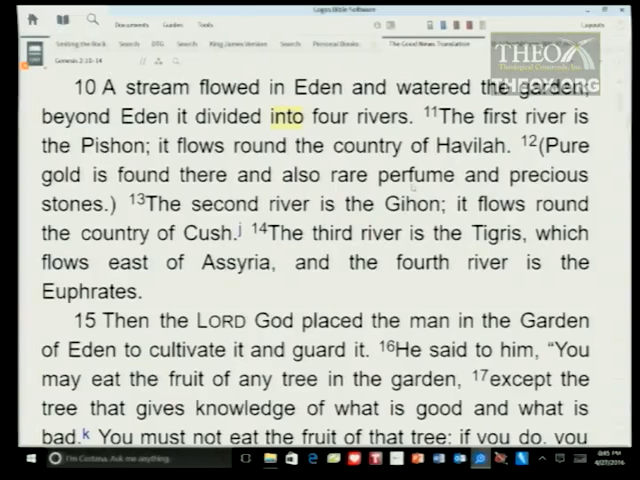 Logos Bible Software
Documents Guides Tools Layouts
Smiting the Rock Search DTG Search King James Version Search Personal Books The Good News Translation
Genesis 2:10-14
THEOX
THEOX.ORG
10 A stream flowed in Eden and watered the garden;
beyond Eden it divided into four rivers. 11The first river is
the Pishon; it flows round the country of Havilah. 12(Pure
gold is found there and also rare perfume and precious
stones.) 13The second river is the Gihon; it flows round
the country of Cush.j 14The third river is the Tigris, which
flows east of Assyria, and the fourth river is the
Euphrates.
15 Then the LORD God placed the man in the Garden
of Eden to cultivate it and guard it. 16He said to him, “You
may eat the fruit of any tree in the garden, 17except the
tree that gives knowledge of what is good and what is
bad.k You must not eat the fruit of that tree; if you do, you
I'm Cortana. Ask me anything.
8:45 PM
4/27/2016